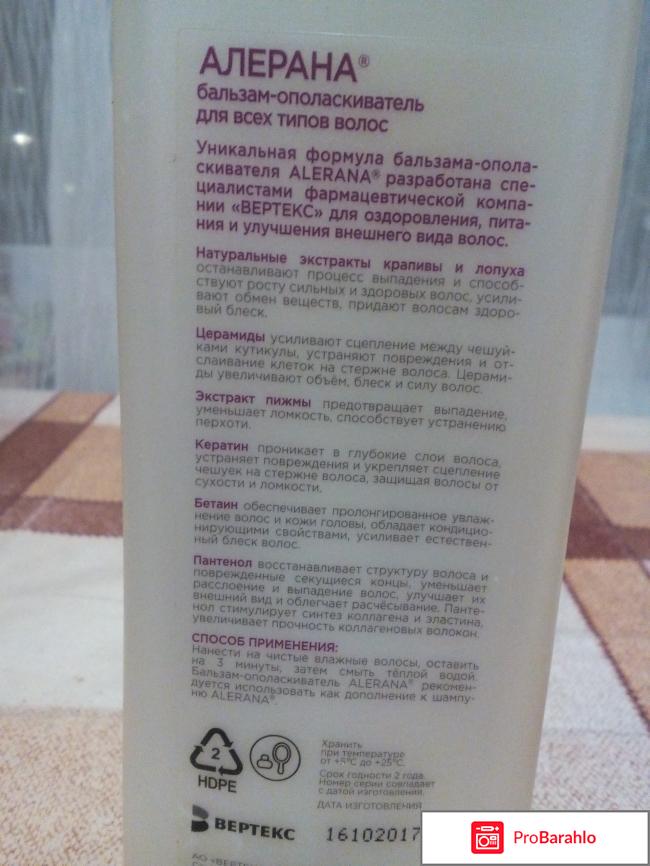 АЛЕРАНА®
бальзам-ополаскиватель
для всех типов волос
Уникальная формула бальзама-опола-
скивателя ALERANA® разработана спе-
циалистами фармацевтической компа-
нии «ВЕРТЕКС» для оздоровления, пита-
ния и улучшения внешнего вида волос.
Натуральные экстракты крапивы и лопуха
останавливают процесс выпадения и способ-
ствуют росту сильных и здоровых волос, усили-
вают обмен веществ, придают волосам здоро-
вый блеск.
Церамиды усиливают сцепление между чешуй-
ками кутикулы, устраняют повреждения и от-
слаивание клеток на стержне волоса. Церами-
ды увеличивают объём, блеск и силу волос.
Экстракт пижмы предотвращает выпадение,
уменьшает ломкость, способствует устранению
перхоти.
Кератин проникает в глубокие слои волоса,
устраняет повреждения и укрепляет сцепление
чешуек на стержне волоса, защищая волосы от
сухости и ломкости.
Бетаин обеспечивает пролонгированное увлаж-
нение волос и кожи головы, обладает кондицио-
нирующими свойствами, усиливает естествен-
ный блеск волос.
Пантенол восстанавливает структуру волоса и
поврежденные секущиеся концы, уменьшает
расслоение и выпадение волос, улучшает их
внешний вид и облегчает расчёсывание. Панте-
нол стимулирует синтез коллагена и эластина,
увеличивает прочность коллагеновых волокон.
СПОСОБ ПРИМЕНЕНИЯ:
Нанести на чистые влажные волосы, оставить
на 3 минуты, затем смыть тёплой водой.
Бальзам-ополаскиватель ALERANA® рекомен-
дуется использовать как дополнение к шампу-
ню ALERANA®.
2
HDPE
Хранить
при температуре
от +5°C до +25°C.
Срок годности 2 года.
Номер серии совпадает
с датой изготовления.
ДАТА ИЗГОТОВЛЕНИЯ
ВЕРТЕКС
16102017
АО «ВЕРТЕКС
ProBarahlo